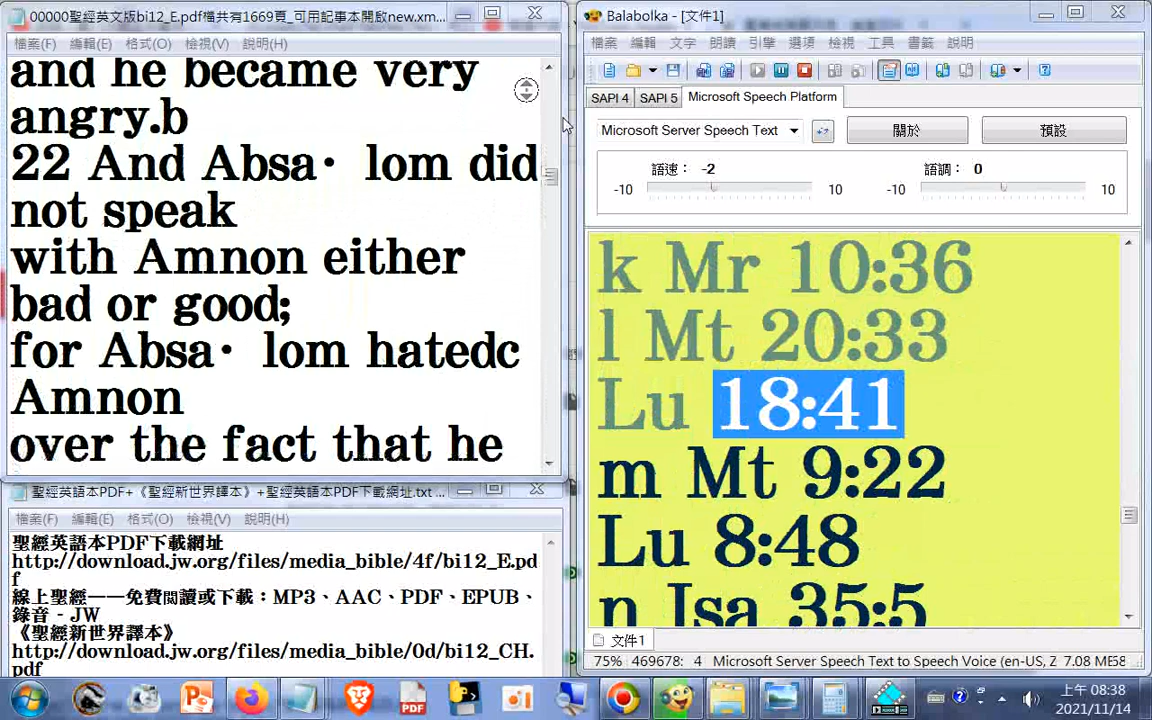 00000聖經英文版bi12_E.pdf檔共有1669頁_可用記事本開啟new.xm...
檔案(F) 編輯(E) 格式(O) 檢視(V) 說明(H)
and he became very
angry.b
22 And Absa· lom did
not speak
with Amnon either
bad or good;
for Absa· lom hatedc
Amnon
over the fact that he
聖經英語本PDF+《聖經新世界譯本》+聖經英語本PDF下載網址.txt ...
檔案(F) 編輯(E) 格式(O) 檢視(V) 說明(H)
聖經英語本PDF下載網址
http://download.jw.org/files/media_bible/4f/bi12_E.pd
f
線上聖經——免費閱讀或下載：MP3、AAC、PDF、EPUB、
錄音 - JW
《聖經新世界譯本》
http://download.jw.org/files/media_bible/0d/bi12_CH.
pdf
Balabolka - [文件1]
檔案 編輯 文字 朗讀 引擎 選項 檢視 工具 書籤 說明
SAPI 4 SAPI 5 Microsoft Speech Platform
Microsoft Server Speech Text 關於 預設
語速： -2 語調： 0
-10 10 -10 10
k Mr 10:36
l Mt 20:33
Lu 18:41
m Mt 9:22
Lu 8:48
n Isa 35:5
文件1
75% 469678: 4 Microsoft Server Speech Text to Speech Voice (en-US, Z 7.08 ME58
PDF
上午 08:38
2021/11/14